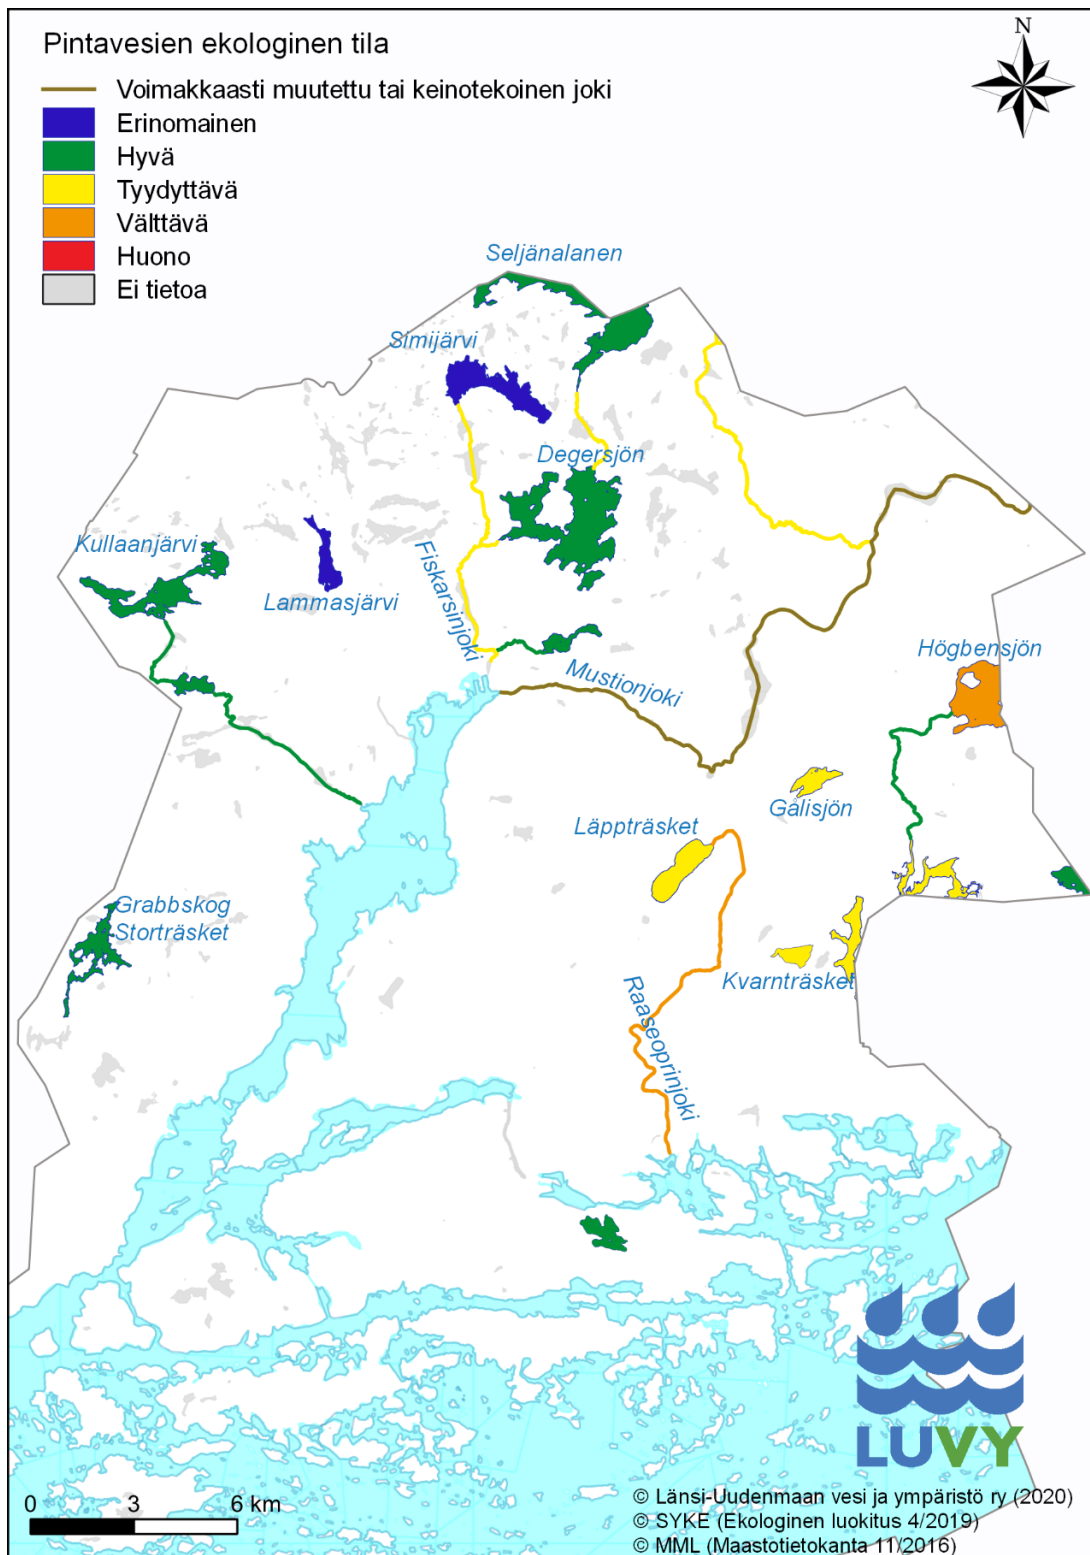 Pintavesien ekologinen tila
N
Voimakkaasti muutettu tai keinotekoinen joki
Erinomainen
Hyvä
Tyydyttävä
Välttävä
Huono
Ei tietoa
Seljänalanen
Simijärvi
Degersjön
Kullaanjärvi
Lammasjärvi
Fiskarsinjoki
Mustionjoki
Högbensjön
Gålisjön
Läppträsket
Grabbskog
Storträsket
Kvarnträsket
Raaseoprinjoki
LUVY
0 3 6 km
© Länsi-Uudenmaan vesi ja ympäristö ry (2020)
© SYKE (Ekologinen luokitus 4/2019)
© MML (Maastotietokanta 11/2016)